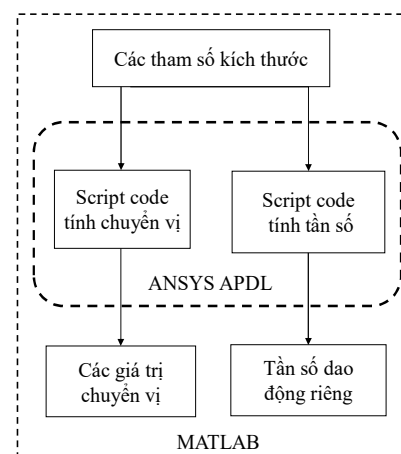 Các tham số kích thước
Script code
tính chuyển vị
Script code
tính tần số
ANSYS APDL
Các giá trị
chuyển vị
Tần số dao
động riêng
MATLAB